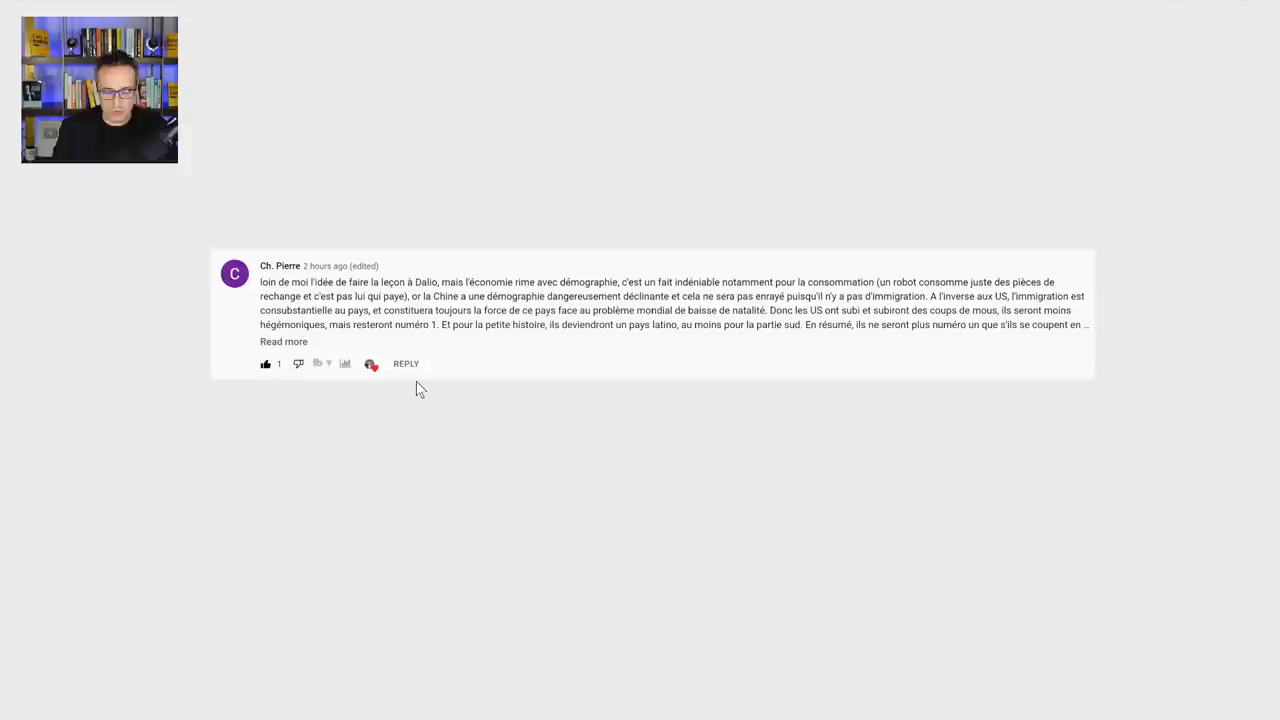 Ch. Pierre 2 hours ago (edited)
loin de moi l'idée de faire la leçon à Dalio, mais l'économie rime avec démographie, c'est un fait indéniable notamment pour la consommation (un robot consomme juste des pièces de
rechange et c'est pas lui qui paye), or la Chine a une démographie dangereusement déclinante et cela ne sera pas enrayé puisqu'il n'y a pas d'immigration. A l'inverse aux US, l'immigration est
consubstantielle au pays, et constituera toujours la force de ce pays face au problème mondial de baisse de natalité. Donc les US ont subi et subiront des coups de mous, ils seront moins
hégémoniques, mais resteront numéro 1. Et pour la petite histoire, ils deviendront un pays latino, au moins pour la partie sud. En résumé, ils ne seront plus numéro un que s'ils se coupent en ...
Read more
1 REPLY
C